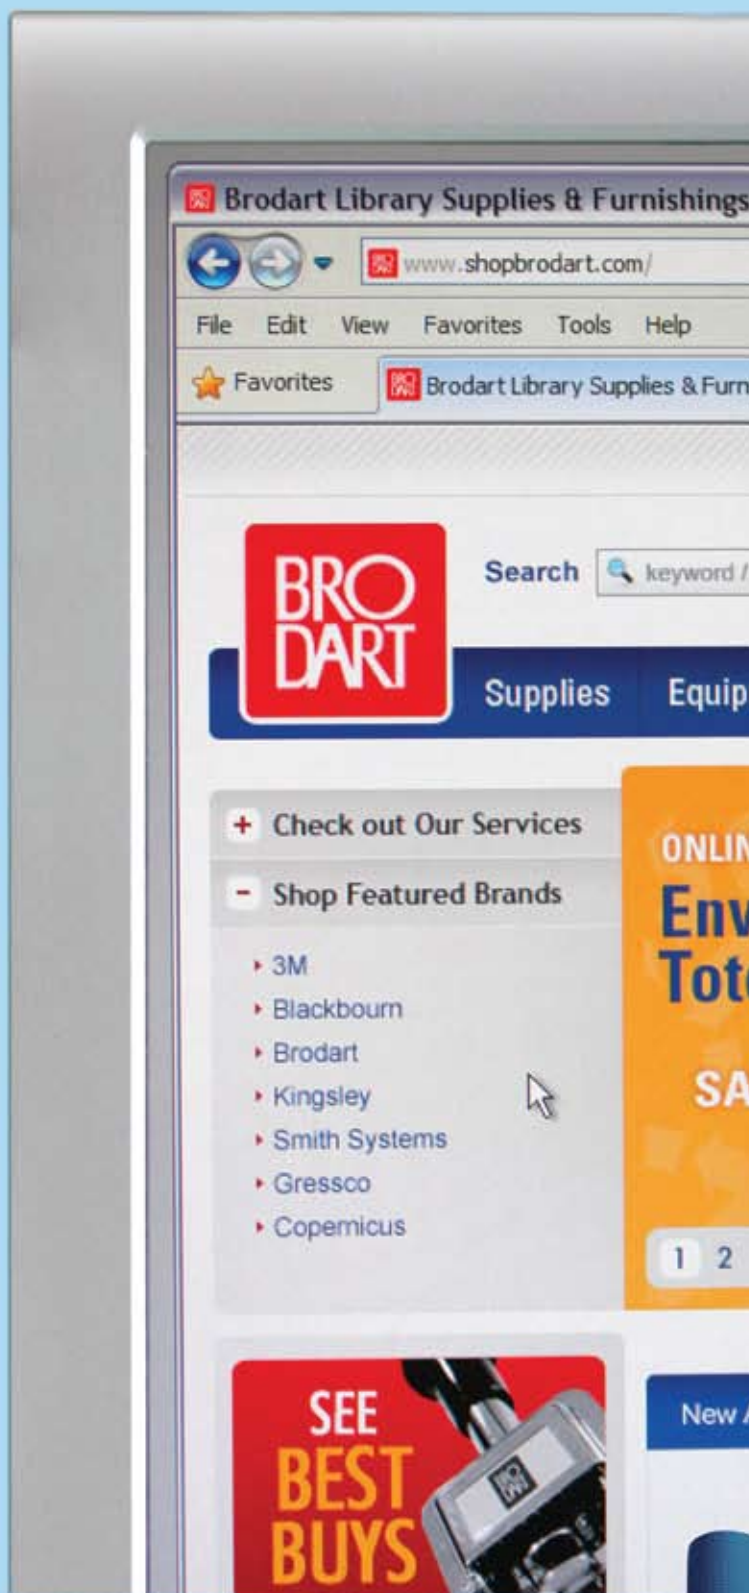 Brodart Library Supplies & Furnishings
www.shopbrodart.com/
File Edit View Favorites Tools Help
Favorites
Brodart Library Supplies & Furn
BRO
DART
Search
keyword /
Supplies
Equip
+ Check out Our Services
- Shop Featured Brands
3M
Blackbourn
Brodart
Kingsley
Smith Systems
Gressco
Copernicus
ONLIN
Env
Tot
SA
1 2
SEE
BEST
BUYS
BRO
DART
New A